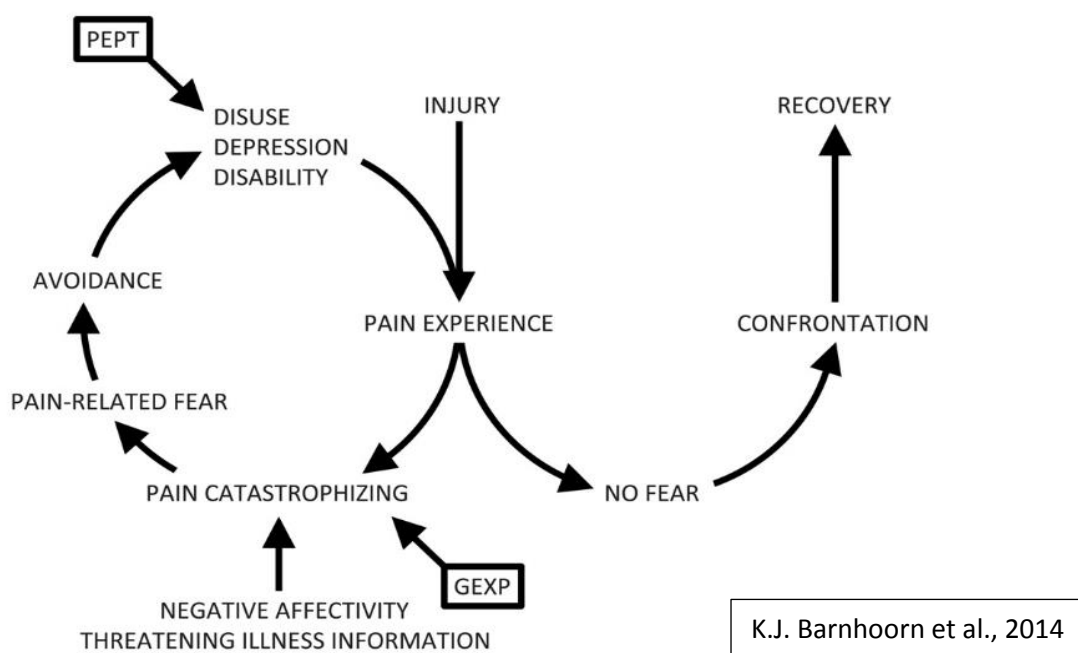 PEPT
DISUSE
DEPRESSION
DISABILITY
INJURY
RECOVERY
AVOIDANCE
PAIN EXPERIENCE
CONFRONTATION
PAIN-RELATED FEAR
PAIN CATASTROPHIZING
NO FEAR
GEXP
NEGATIVE AFFECTIVITY
THREATENING ILLNESS INFORMATION
K.J. Barnhoorn et al., 2014